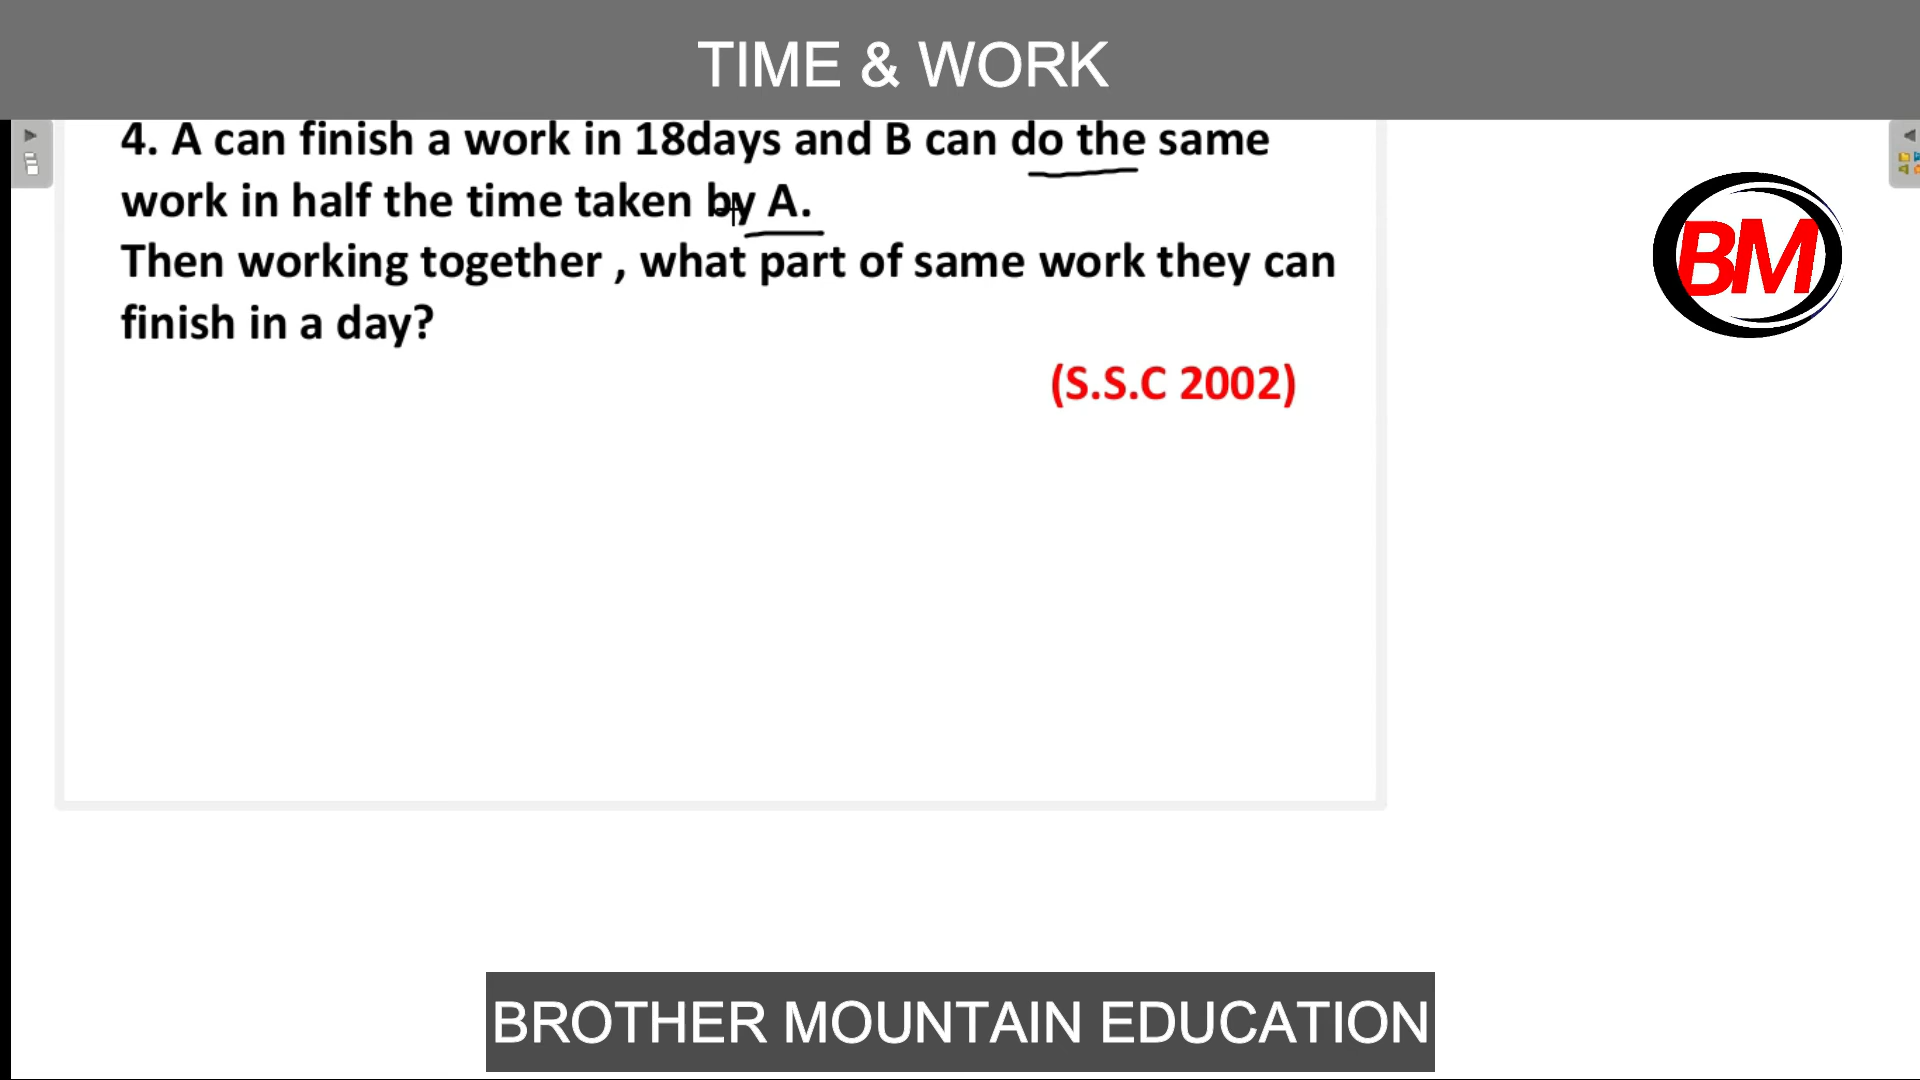 TIME & WORK
4. A can finish a work in 18days and B can do the same
work in half the time taken by A.
Then working together , what part of same work they can
finish in a day?
(S.S.C 2002)
BM
BROTHER MOUNTAIN EDUCATION